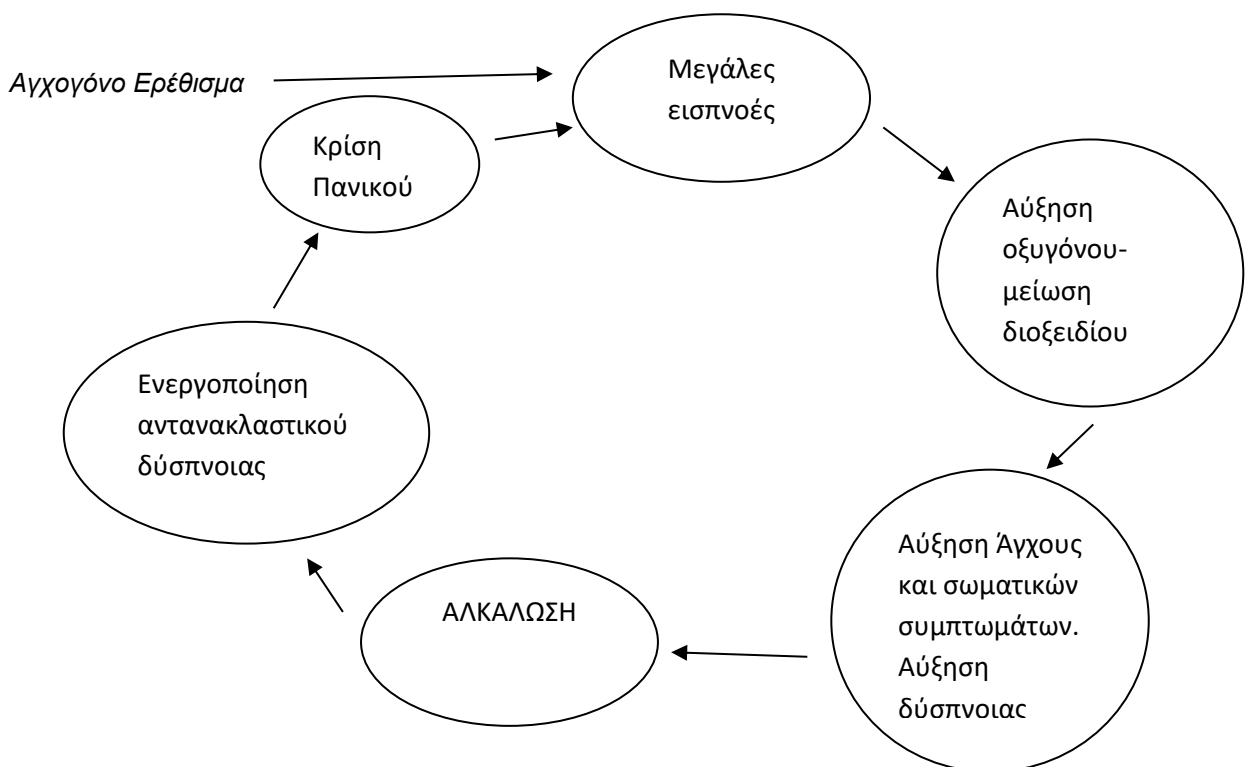 Αγχογόνο Ερέθισμα
Μεγάλες
εισπνοές
Κρίση
Πανικού
Αύξηση
οξυγόνου-
μείωση
διοξειδίου
Ενεργοποίηση
αντανακλαστικού
δύσπνοιας
Αύξηση Άγχους
και σωματικών
συμπτωμάτων.
Αύξηση
δύσπνοιας
ΑΛΚΑΛΩΣΗ